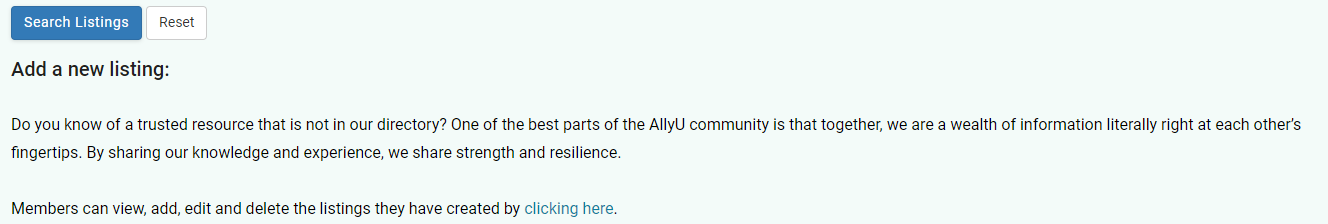 Search Listings Reset
Add a new listing:
Do you know of a trusted resource that is not in our directory? One of the best parts of the AllyU community is that together, we are a wealth of information literally right at each other’s
fingertips. By sharing our knowledge and experience, we share strength and resilience.
Members can view, add, edit and delete the listings they have created by clicking here.